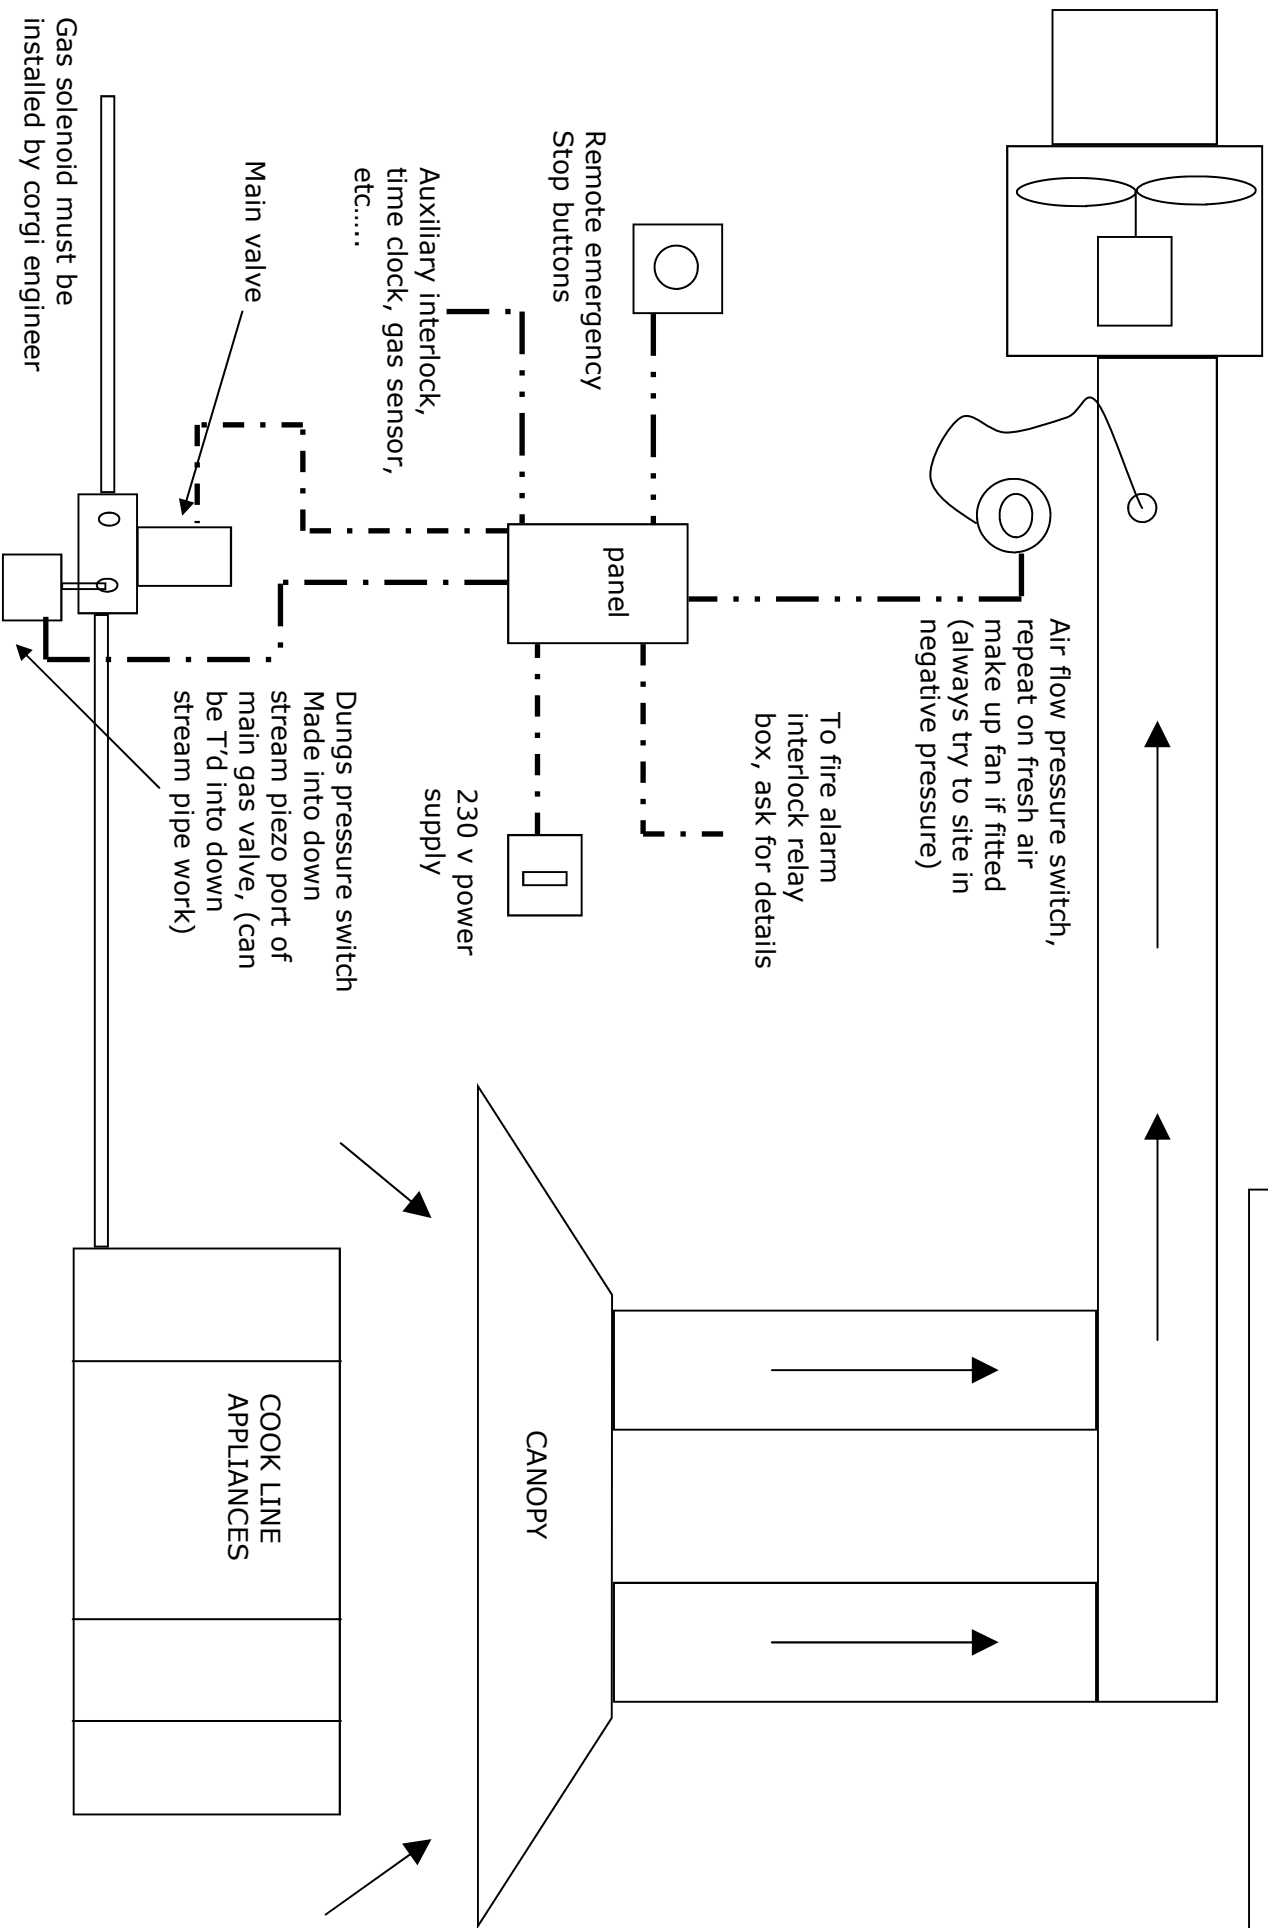 Air flow pressure switch,
repeat on fresh air
make up fan if fitted
(always try to site in
negative pressure)
To fire alarm
interlock relay
box, ask for details
Remote emergency
Stop buttons
panel
230 v power
supply
Auxiliary interlock,
time clock, gas sensor,
etc.....
CANOPY
Main valve
Dungs pressure switch
Made into down
stream piezo port of
main gas valve, (can
be T’d into down
stream pipe work)
COOK LINE
APPLIANCES
Gas solenoid must be
installed by corgi engineer